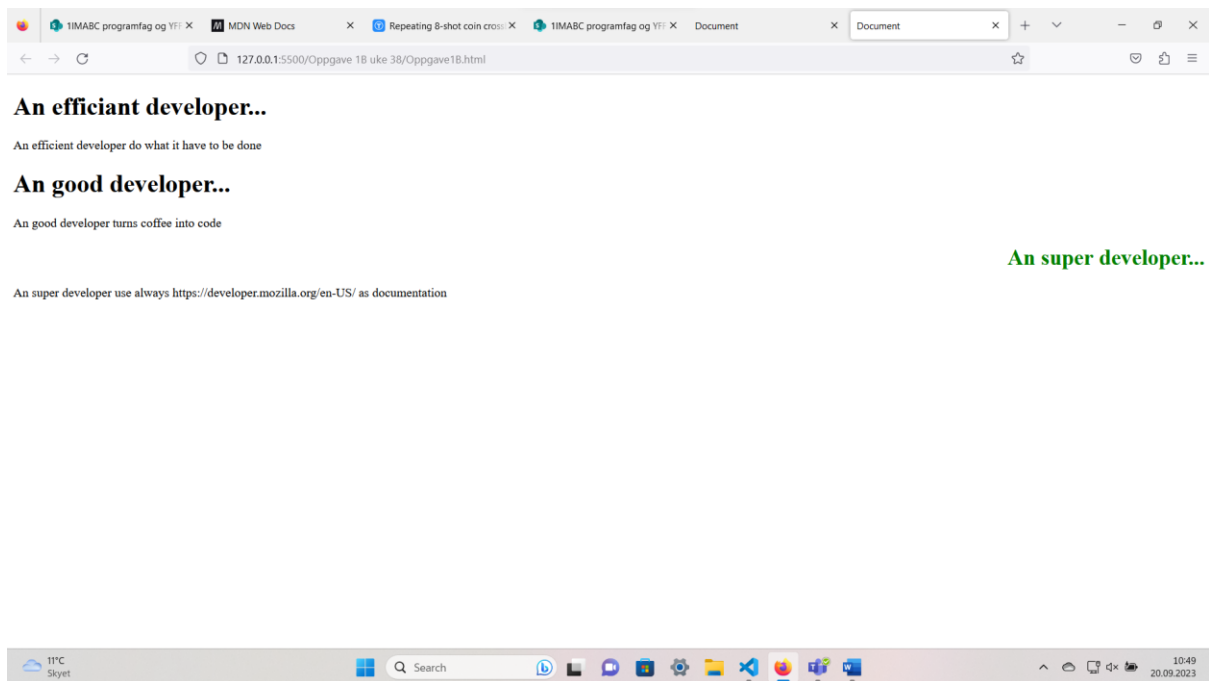 1IMABC programfag og YFF
MDN Web Docs
Repeating 8-shot coin cross
1IMABC programfag og YFF
Document
Document
127.0.0.1:5500/Oppgave 1B uke 38/Oppgave1B.html
An efficiant developer...
An efficient developer do what it have to be done
An good developer...
An good developer turns coffee into code
An super developer...
An super developer use always https://developer.mozilla.org/en-US/ as documentation
11°C
Skyet
Search
10:49
20.09.2023